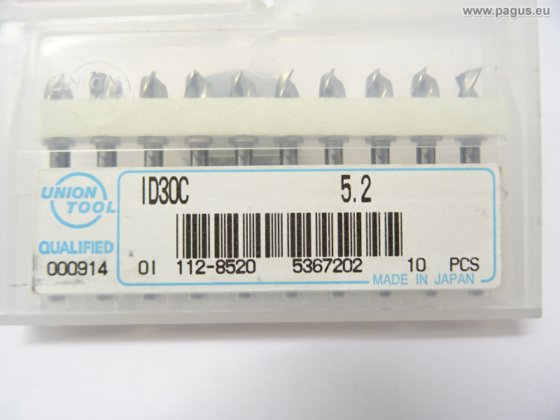 www.pagus.eu
UNION
UNION TOOL
ID30C 5.2
QUALIFIED
000914 01 112-8520 5367202 10 PCS
MADE IN JAPAN